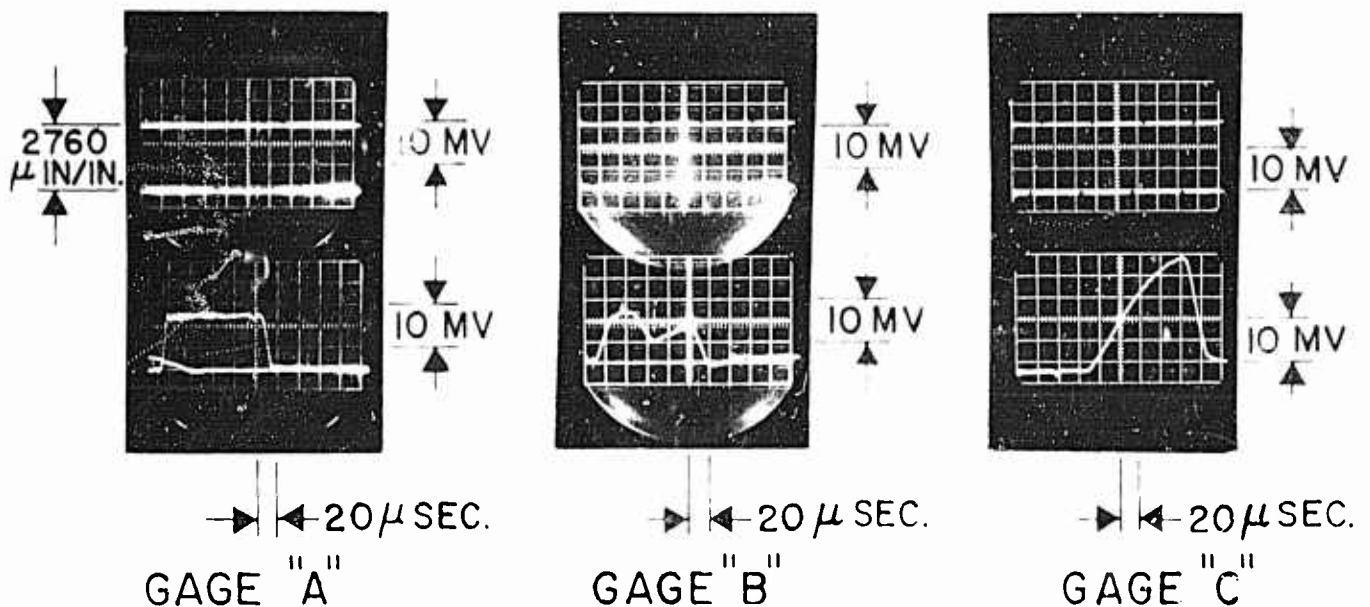 2760
μ IN/IN.
10 MV
10 MV
10 MV
10 MV
10 MV
10 MV
20 μ SEC.
20 μ SEC.
20 μ SEC.
GAGE "A"
GAGE "B"
GAGE "C"